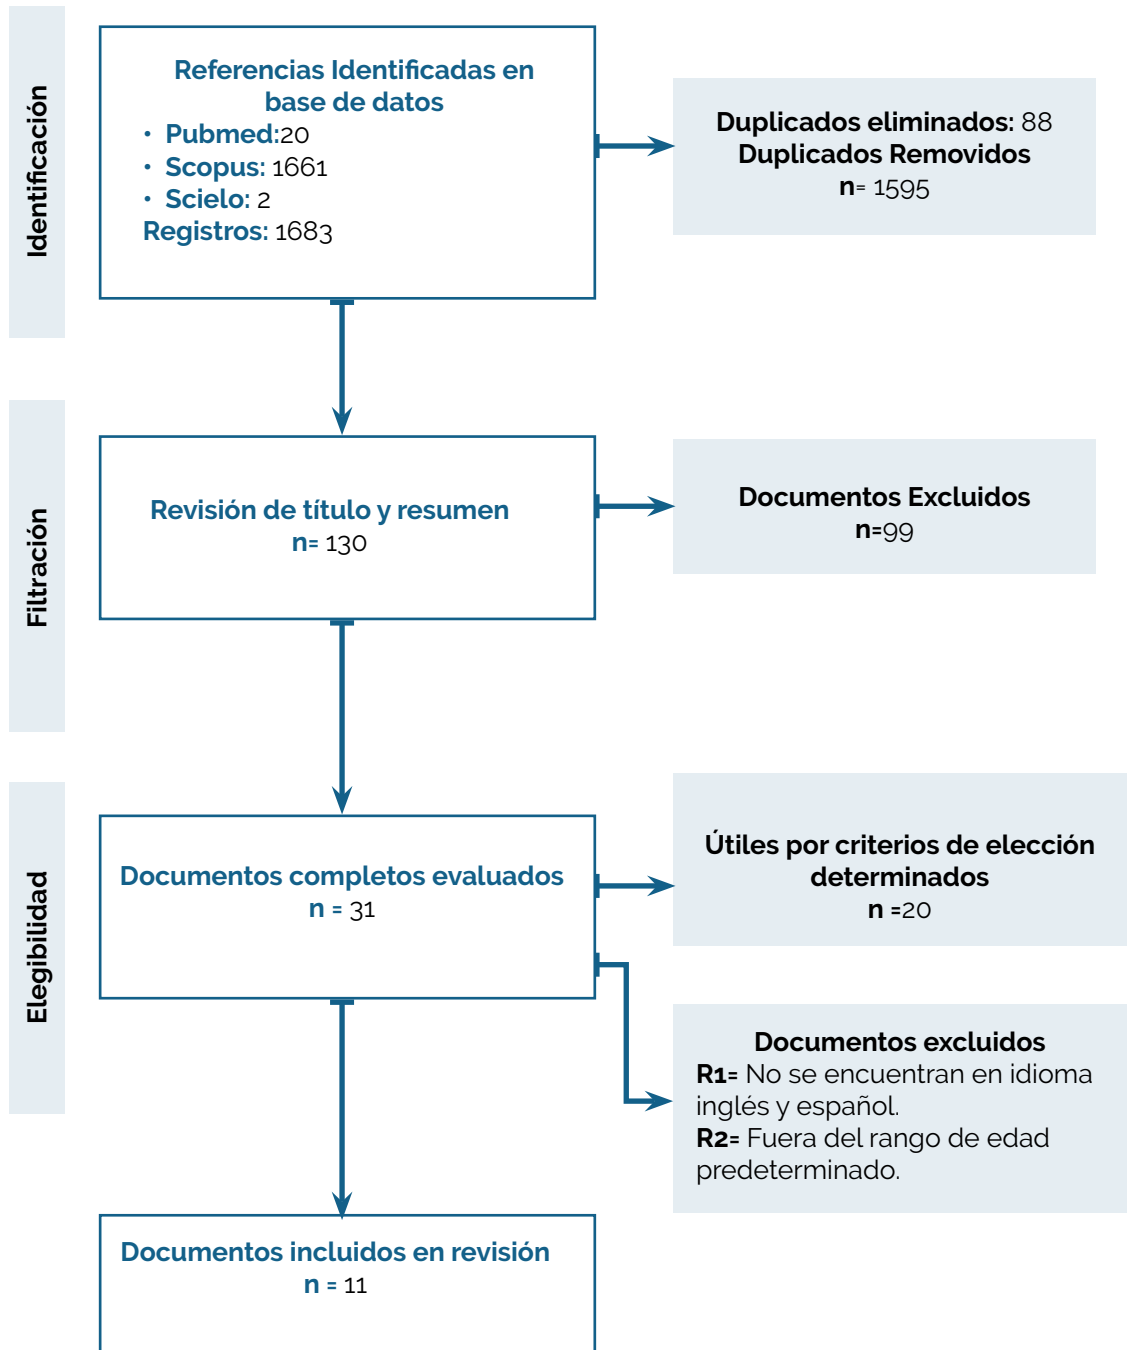 Identificación
Referencias Identificadas en
base de datos
• Pubmed:20
• Scopus: 1661
• Scielo: 2
Registros: 1683
Duplicados eliminados: 88
Duplicados Removidos
n= 1595
Filtración
Revisión de título y resumen
n= 130
Documentos Excluidos
n=99
Elegibilidad
Documentos completos evaluados
n = 31
Útiles por criterios de elección
determinados
n =20
Documentos excluidos
R1= No se encuentran en idioma
inglés y español.
R2= Fuera del rango de edad
predeterminado.
Documentos incluidos en revisión
n = 11